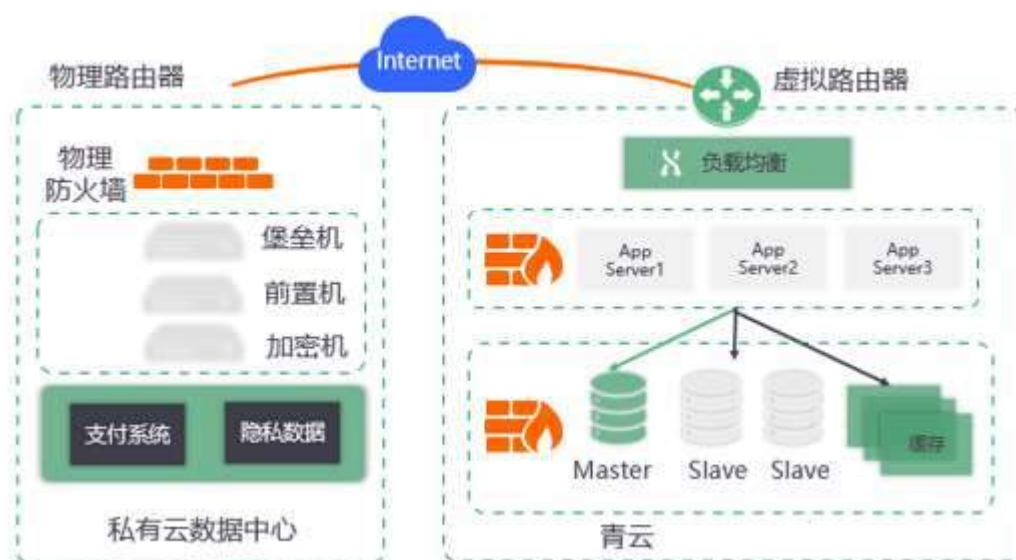 Internet
物理路由器
虚拟路由器
物理
防火墙
负载均衡
堡垒机
前置机
加密机
App
Server1
App
Server2
App
Server3
支付系统
隐私数据
Master
Slave
Slave
缓存
私有云数据中心
青云